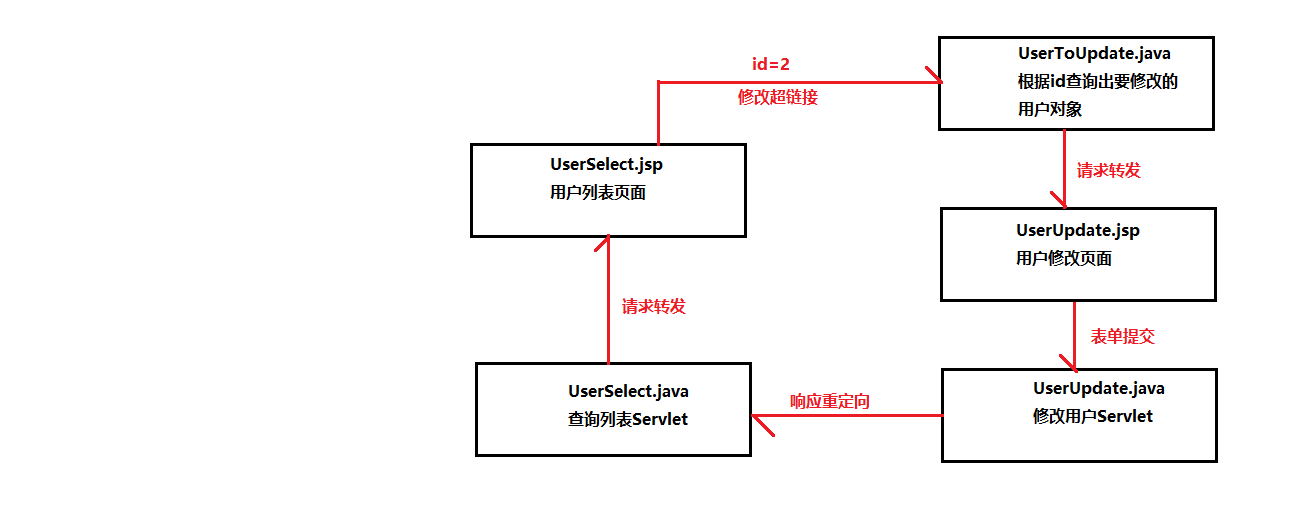 UserToUpdate.java
根据id查询出要修改的
用户对象
id=2
修改超链接
UserSelect.jsp
用户列表页面
请求转发
UserUpdate.jsp
用户修改页面
请求转发
表单提交
UserSelect.java
查询列表Servlet
响应重定向
UserUpdate.java
修改用户Servlet